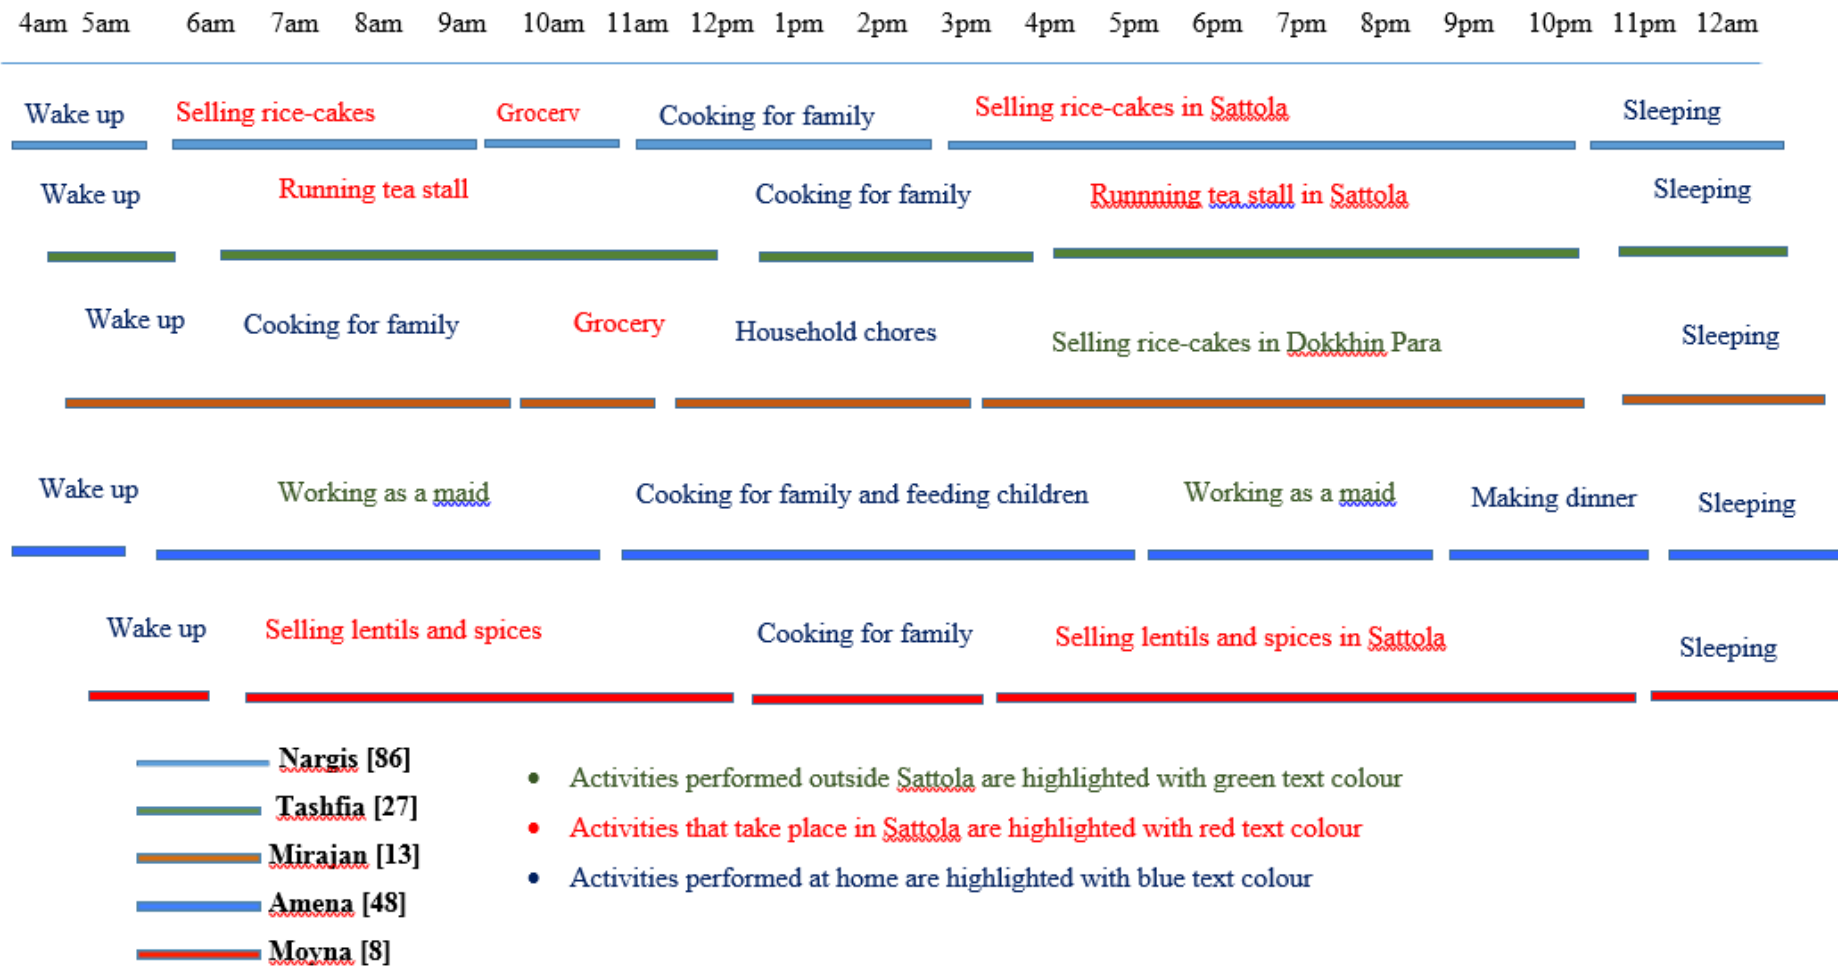 4am 5am 6am 7am 8am 9am 10am 11am 12pm 1pm 2pm 3pm 4pm 5pm 6pm 7pm 8pm 9pm 10pm 11pm 12am
Wake up Selling rice-cakes Grocerv Cooking for family Selling rice-cakes in Sattola Sleeping
Wake up Running tea stall Cooking for family Runnning tea stall in Sattola Sleeping
Wake up Cooking for family Grocery Household chores Selling rice-cakes in Dokkhin Para Sleeping
Wake up Working as a maid Cooking for family and feeding children Working as a maid Making dinner Sleeping
Wake up Selling lentils and spices Cooking for family Selling lentils and spices in Sattola Sleeping
Nargis [86]
Tashfia [27]
Mirajan [13]
Amena [48]
Moyna [8]
• Activities performed outside Sattola are highlighted with green text colour
• Activities that take place in Sattola are highlighted with red text colour
• Activities performed at home are highlighted with blue text colour